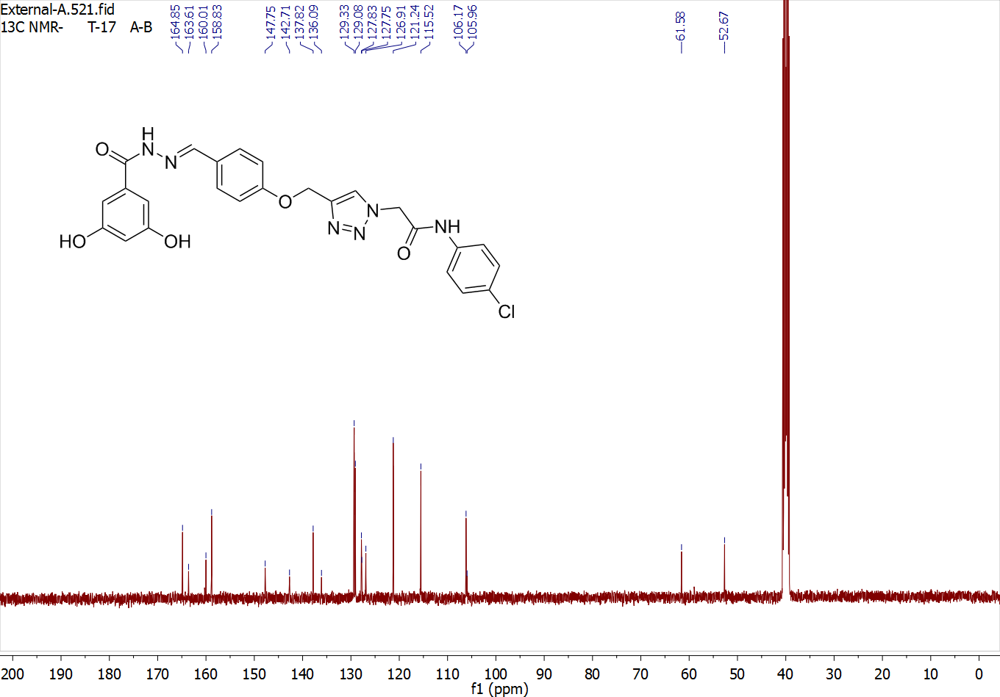 External-A.521.fid
13C NMR- T-17 A-B
164.85
163.61
160.01
158.83
147.75
142.71
137.82
136.09
129.33
129.08
127.83
127.75
126.91
121.24
115.52
106.17
105.96
61.58
52.67
H
O
N
N
O
HO
OH
N
N
N
O
NH
Cl
200 190 180 170 160 150 140 130 120 110 100 90 80 70 60 50 40 30 20 10 0
f1 (ppm)